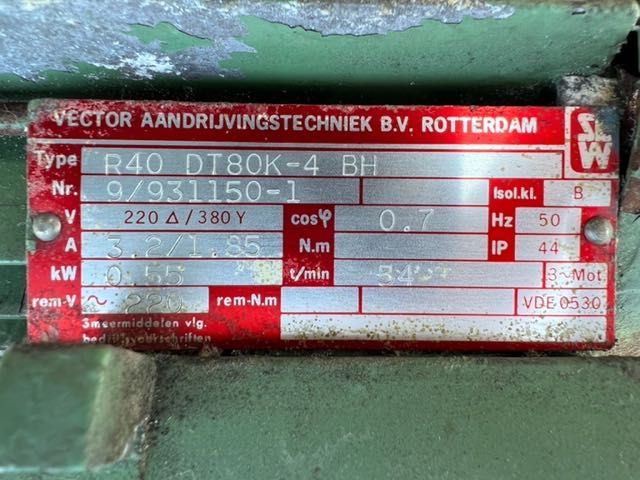 VECTOR AANDRIJVINGSTECHNIEK B.V. ROTTERDAM
SEW
Type R40 DT80K-4 BH
Nr. 9/931150-1 Isol.kl. B
V 220 Δ / 380 Y cosφ 0.7 Hz 50
A 3.2/1.85 N.m IP 44
kW 0.55 t/min 3~Mot.
rem-V ~ 220 rem-N.m VDE 0530
Smeermiddelen vlg.
bedrijfsvoorschriften